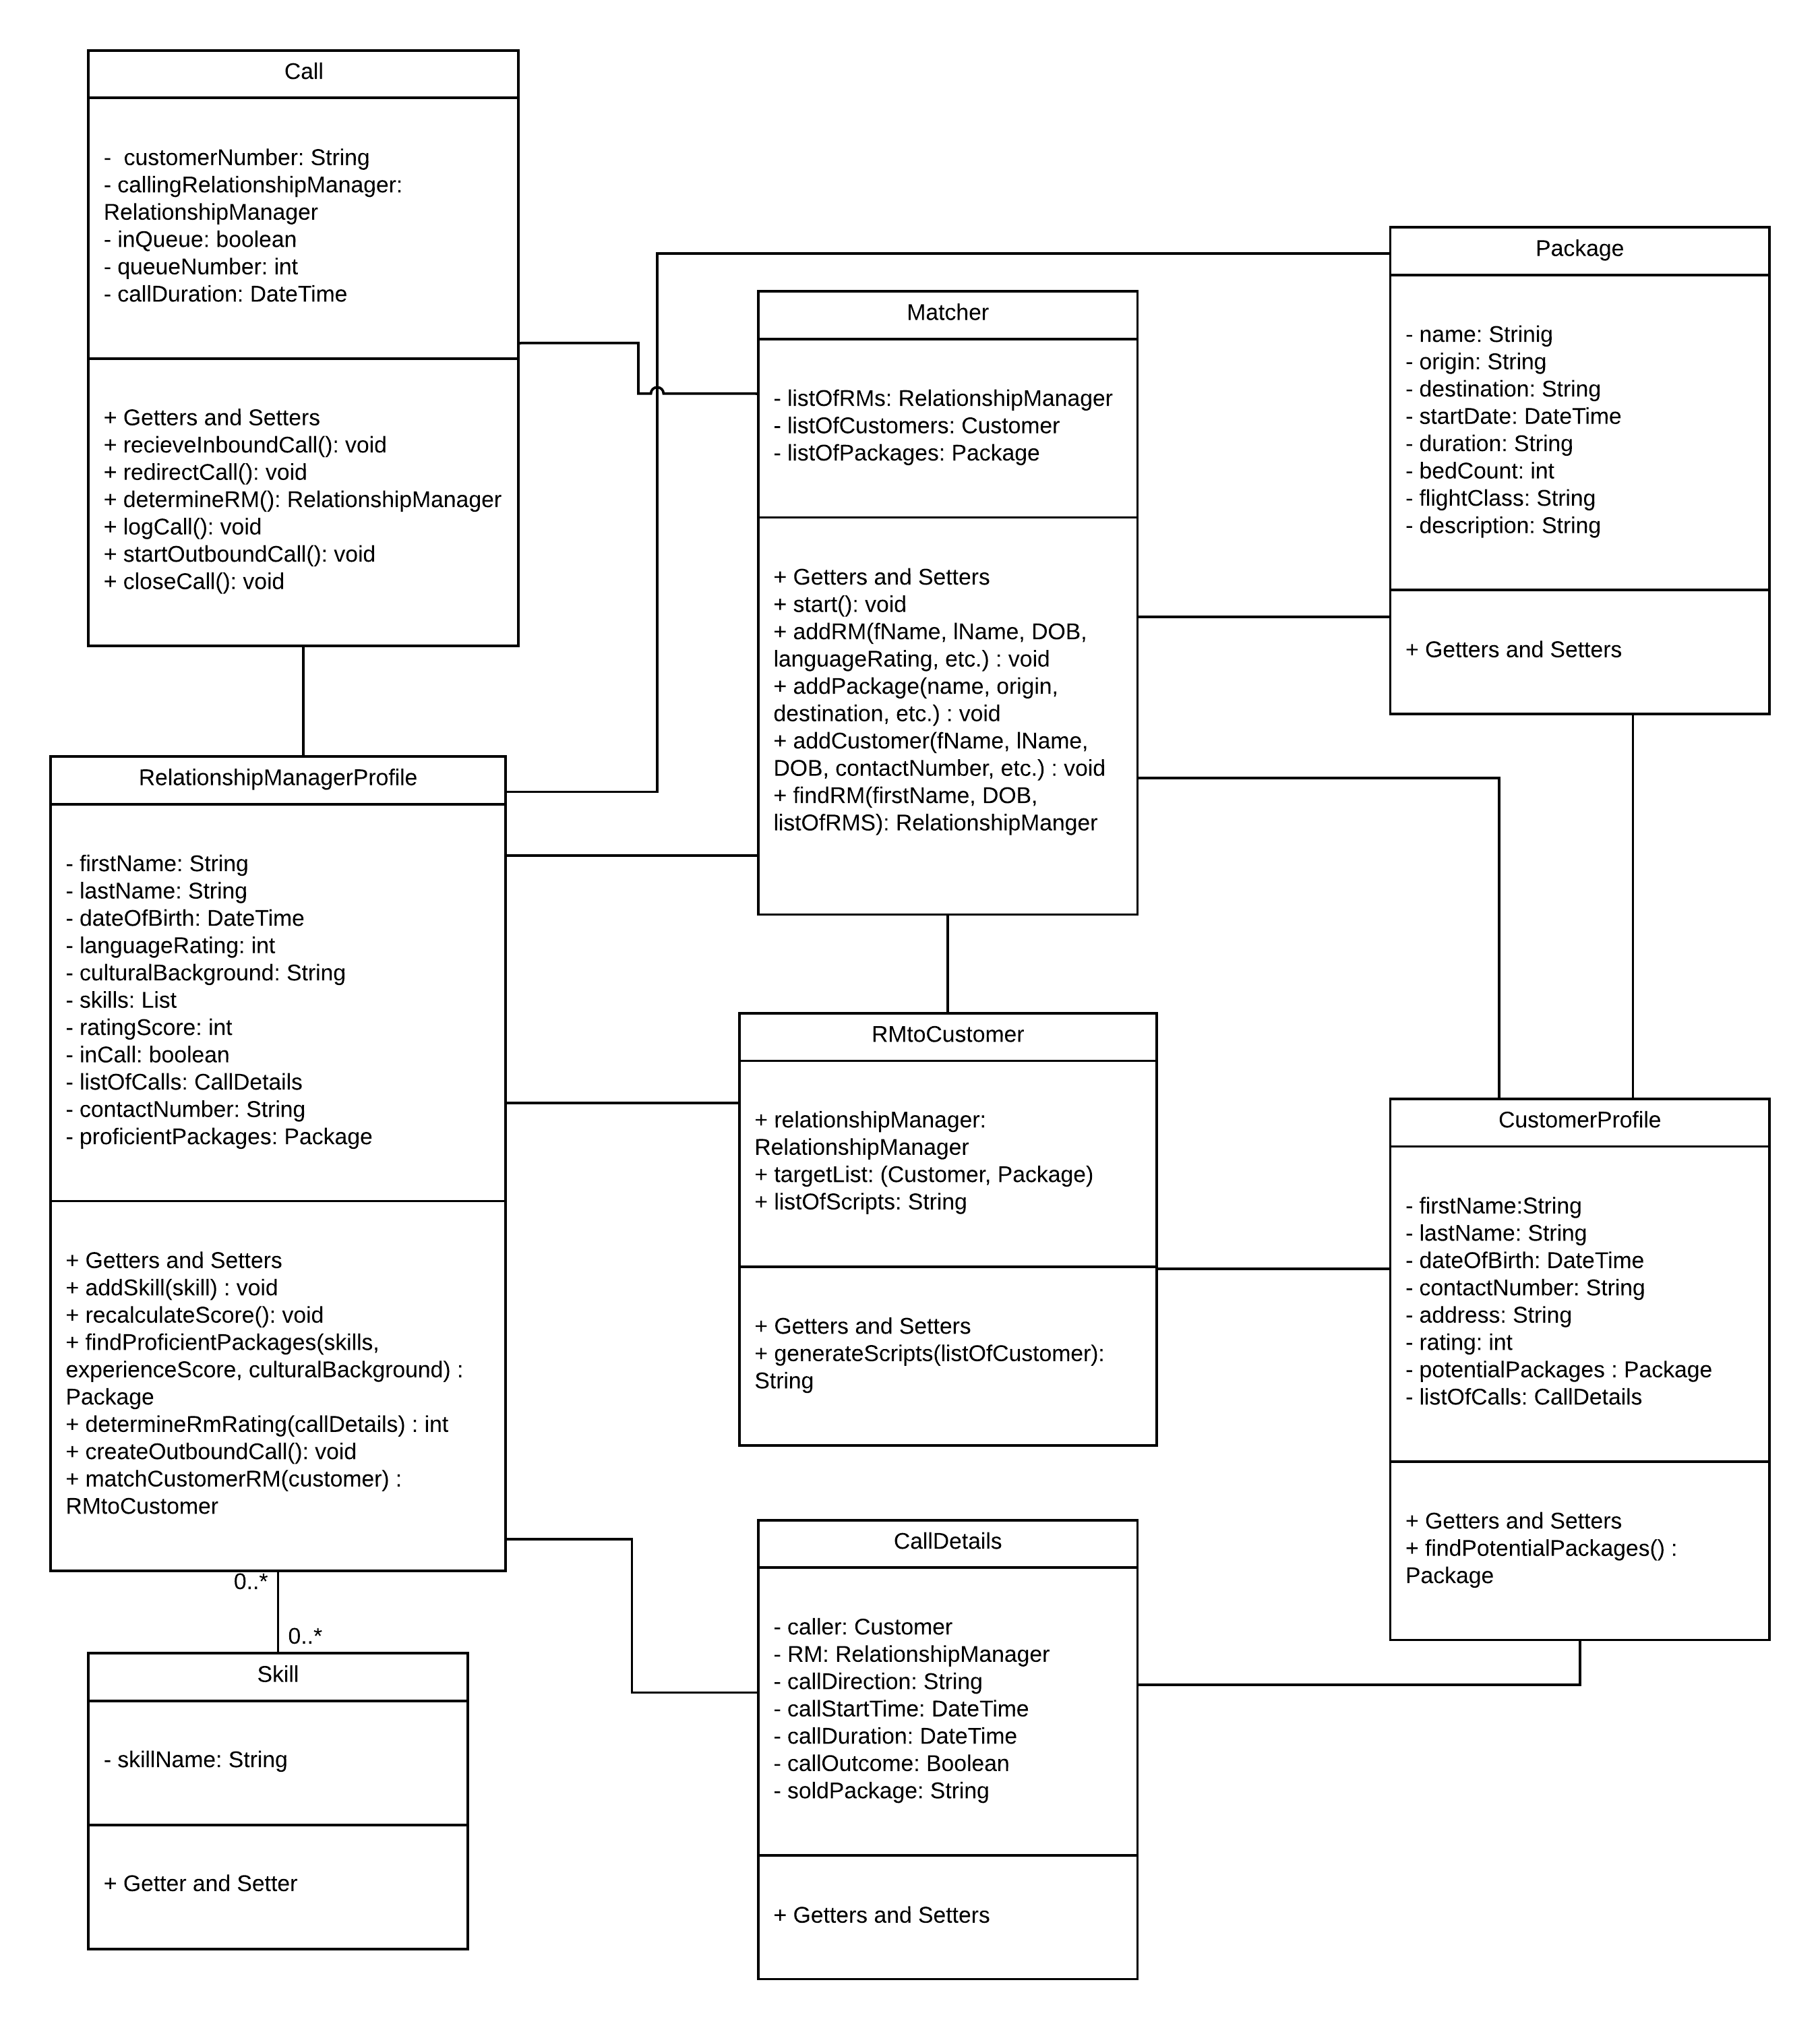 Call
-  customerNumber: String
- callingRelationshipManager:
RelationshipManager
- inQueue: boolean
- queueNumber: int
- callDuration: DateTime
+ Getters and Setters
+ recieveInboundCall(): void
+ redirectCall(): void
+ determineRM(): RelationshipManager
+ logCall(): void
+ startOutboundCall(): void
+ closeCall(): void
Package
- name: Strinig
- origin: String
- destination: String
- startDate: DateTime
- duration: String
- bedCount: int
- flightClass: String
- description: String
+ Getters and Setters
Matcher
- listOfRMs: RelationshipManager
- listOfCustomers: Customer
- listOfPackages: Package
+ Getters and Setters
+ start(): void
+ addRM(fName, lName, DOB,
languageRating, etc.) : void
+ addPackage(name, origin,
destination, etc.) : void
+ addCustomer(fName, lName,
DOB, contactNumber, etc.) : void
+ findRM(firstName, DOB,
listOfRMS): RelationshipManger
RelationshipManagerProfile
- firstName: String
- lastName: String
- dateOfBirth: DateTime
- languageRating: int
- culturalBackground: String
- skills: List
- ratingScore: int
- inCall: boolean
- listOfCalls: CallDetails
- contactNumber: String
- proficientPackages: Package
+ Getters and Setters
+ addSkill(skill) : void
+ recalculateScore(): void
+ findProficientPackages(skills,
experienceScore, culturalBackground) :
Package
+ determineRmRating(callDetails) : int
+ createOutboundCall(): void
+ matchCustomerRM(customer) :
RMtoCustomer
RMtoCustomer
+ relationshipManager:
RelationshipManager
+ targetList: (Customer, Package)
+ listOfScripts: String
+ Getters and Setters
+ generateScripts(listOfCustomer):
String
CustomerProfile
- firstName:String
- lastName: String
- dateOfBirth: DateTime
- contactNumber: String
- address: String
- rating: int
- potentialPackages : Package
- listOfCalls: CallDetails
+ Getters and Setters
+ findPotentialPackages() :
Package
0..*
0..*
Skill
- skillName: String
+ Getter and Setter
CallDetails
- caller: Customer
- RM: RelationshipManager
- callDirection: String
- callStartTime: DateTime
- callDuration: DateTime
- callOutcome: Boolean
- soldPackage: String
+ Getters and Setters